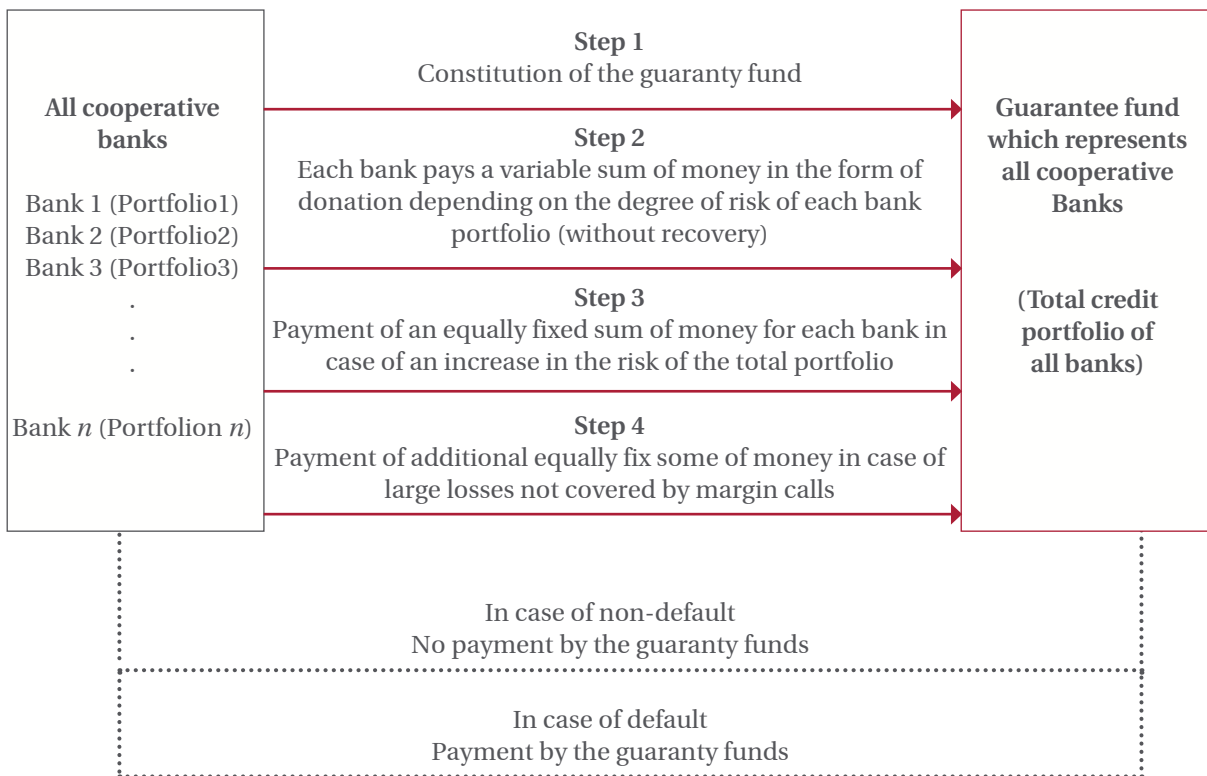 All cooperative
banks
Bank 1 (Portfolio1)
Bank 2 (Portfolio2)
Bank 3 (Portfolio3)
.
.
.
Bank n (Portfolion n)
Step 1
Constitution of the guaranty fund
Step 2
Each bank pays a variable sum of money in the form of
donation depending on the degree of risk of each bank
portfolio (without recovery)
Step 3
Payment of an equally fixed sum of money for each bank in
case of an increase in the risk of the total portfolio
Step 4
Payment of additional equally fix some of money in case of
large losses not covered by margin calls
Guarantee fund
which represents
all cooperative
Banks
(Total credit
portfolio of
all banks)
In case of non-default
No payment by the guaranty funds
In case of default
Payment by the guaranty funds